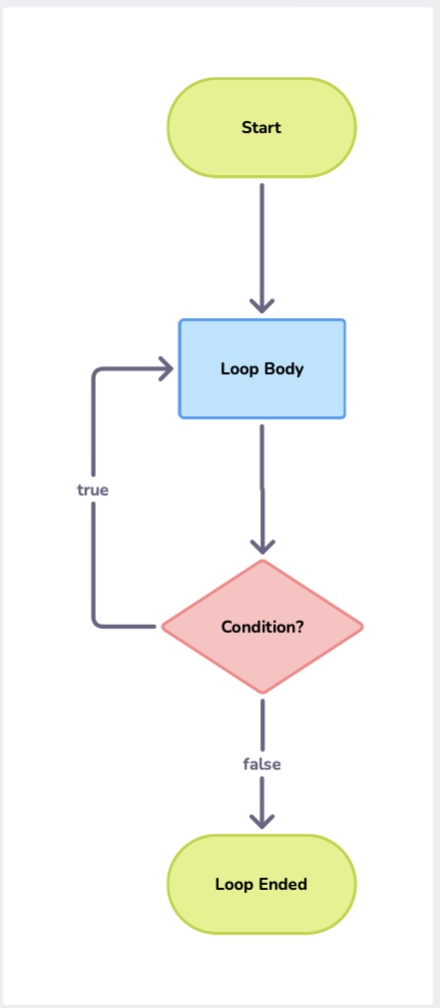 Start
Loop Body
true
Condition?
false
Loop Ended